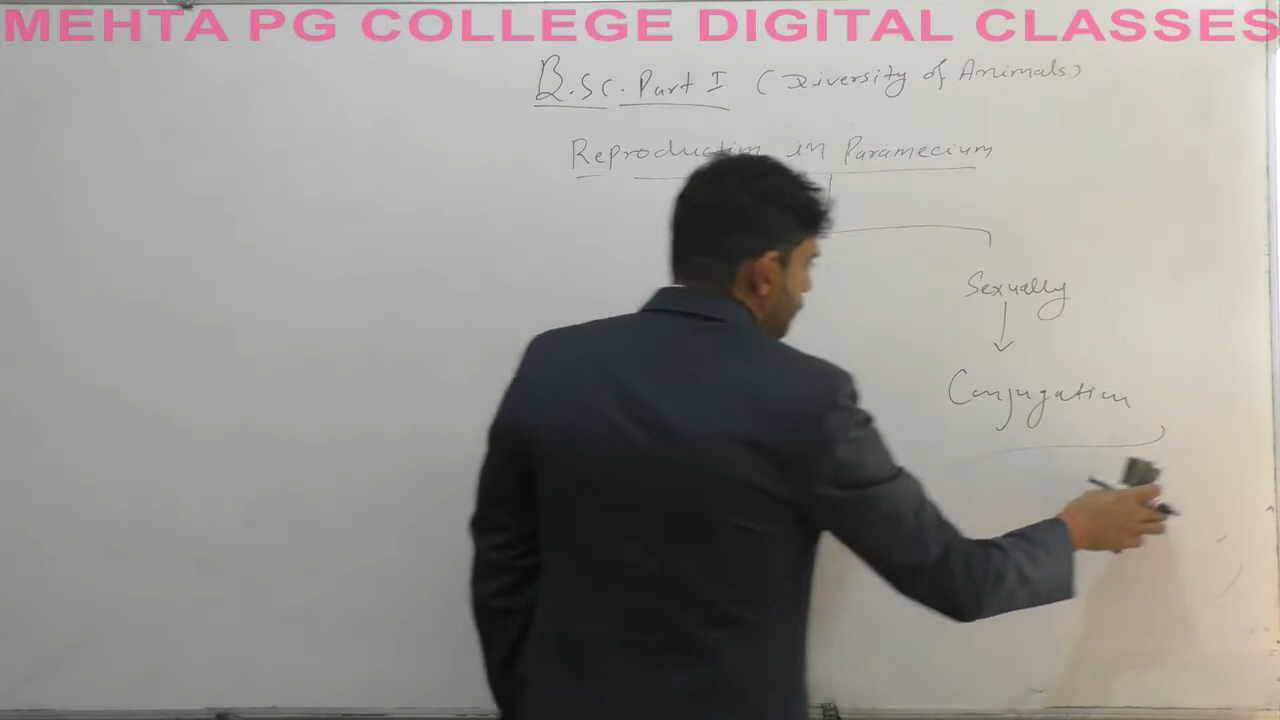 MEHTA PG COLLEGE DIGITAL CLASSES
B.Sc. Part I (Diversity of Animals)
Reproduction in Paramecium
Sexually
Conjugation